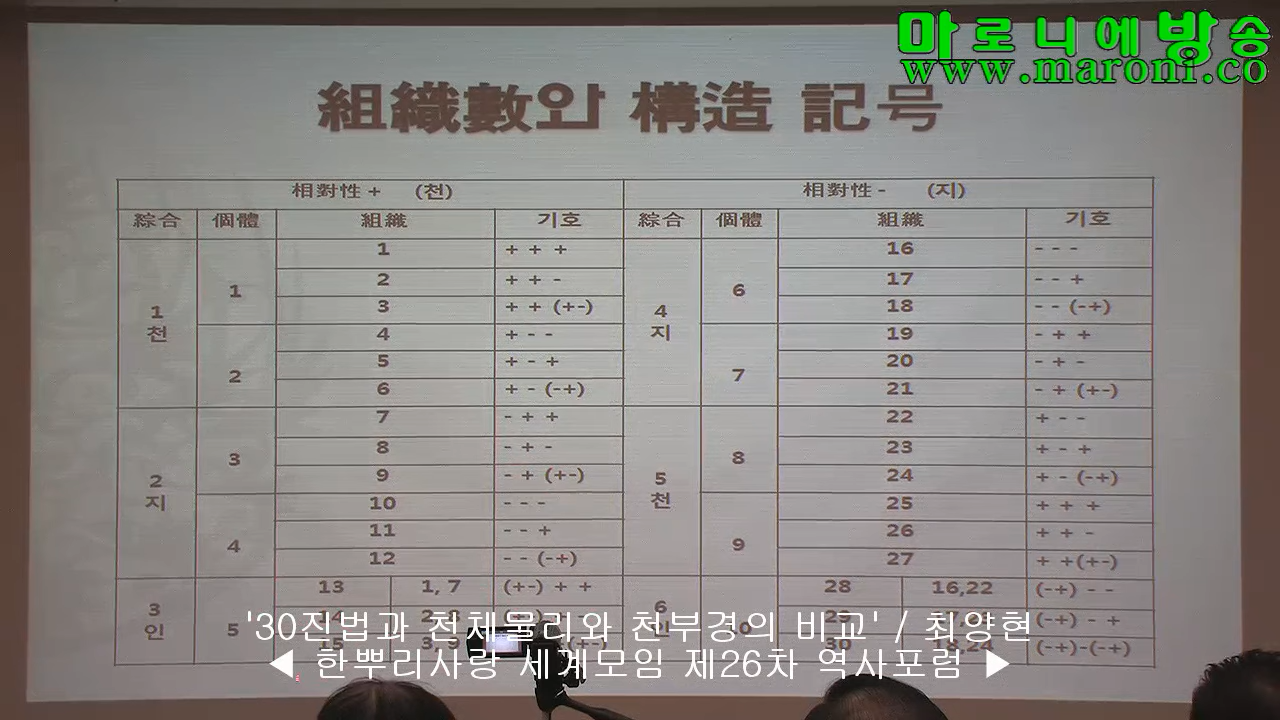 마로니에방송
www.maroni.co
組織數와 構造 記号
相對性 + (천) 相對性 - (지)
綜合 個體 組織 기호 綜合 個體 組織 기호
1 천 1 1 + + + 4 지 6 16 - - -
2 + + - 17 - - +
3 + + (+-) 18 - - (-+)
2 4 + - - 7 19 - + +
5 + - + 20 - + -
6 + - (-+) 21 - + (+-)
2 지 3 7 - + + 5 천 8 22 + - -
8 - + - 23 + - +
9 - + (+-) 24 + - (-+)
4 10 - - - 9 25 + + +
11 - - + 26 + + -
12 - - (-+) 27 + +(+-)
3 인 5 13 1, 7 (+-) + + 6 28 16,22 (-+) - -
29 (-+) - +
15 3, 9 30 (-+)-(-+)
'30진법과 천체물리와 천부경의 비교' / 최양현
◀ 한뿌리사랑 세계모임 제26차 역사포럼 ▶